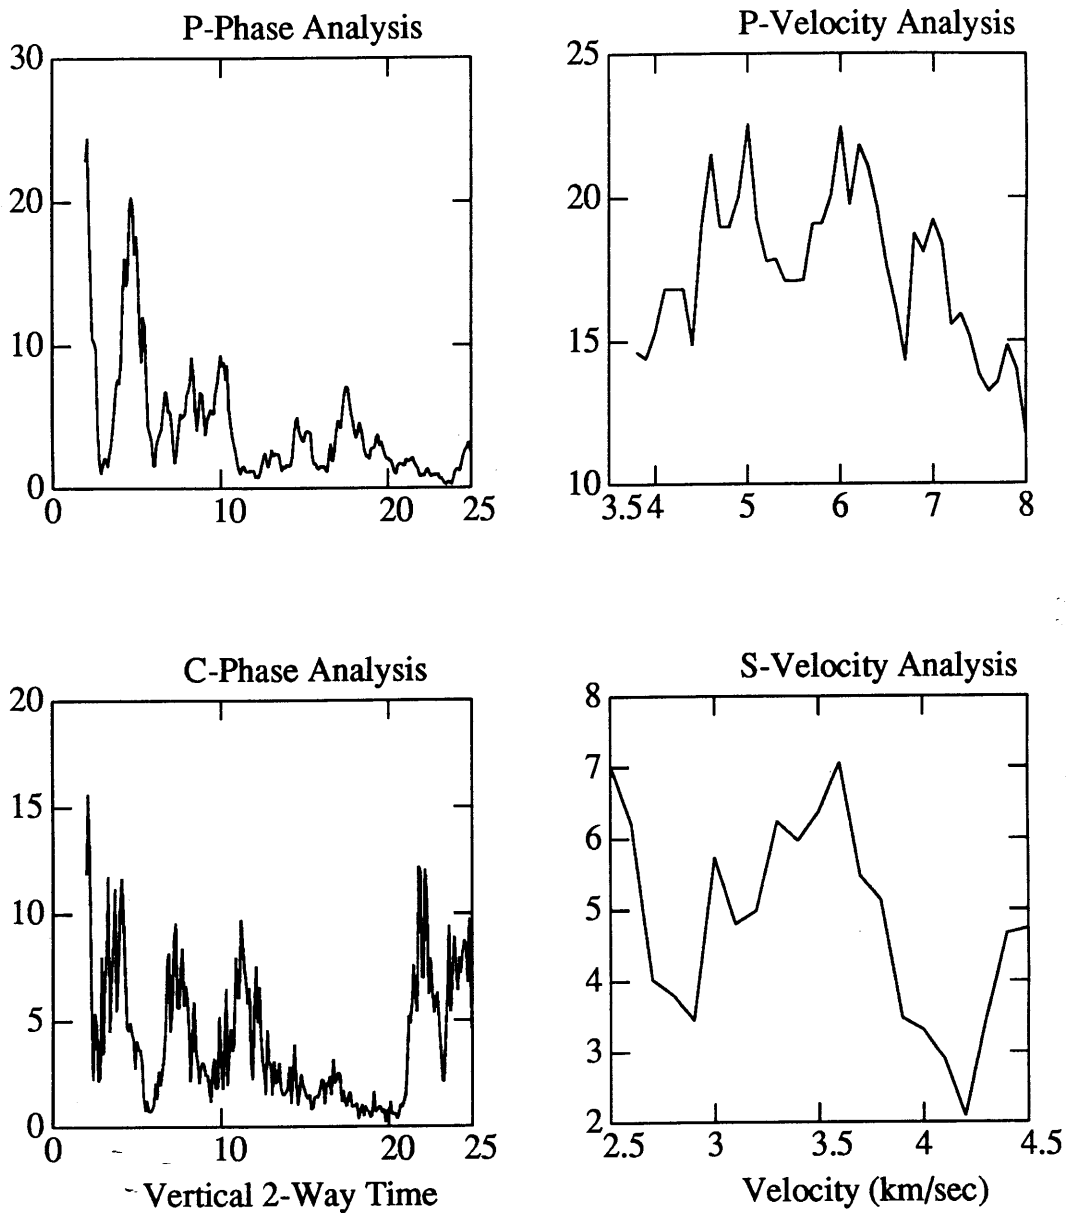 P-Phase Analysis
30
20
10
0
0 10 20 25
P-Velocity Analysis
25
20
15
10
3.5 4 5 6 7 8
C-Phase Analysis
20
15
10
5
0
0 10 20 25
Vertical 2-Way Time
S-Velocity Analysis
8
7
6
5
4
3
2
2.5 3 3.5 4 4.5
Velocity (km/sec)